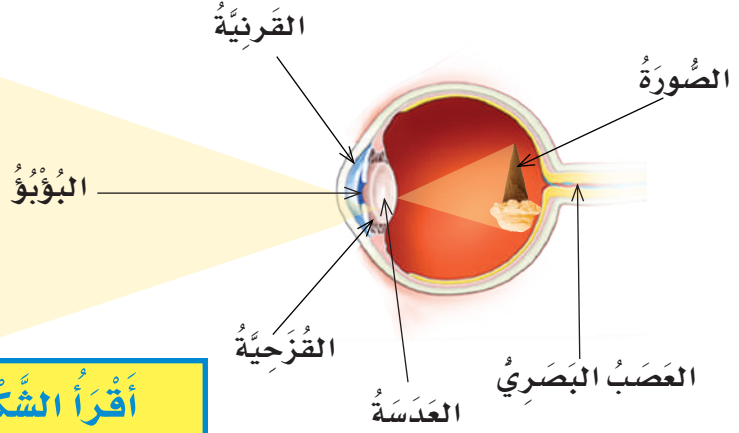 القَرنِيَّةُ
الصُّورَةُ
البُؤْبُؤُ
القُزَحِيَّةُ
العَصَبُ البَصَرِيُّ
العَدَسَةُ
أَقْرَأُ